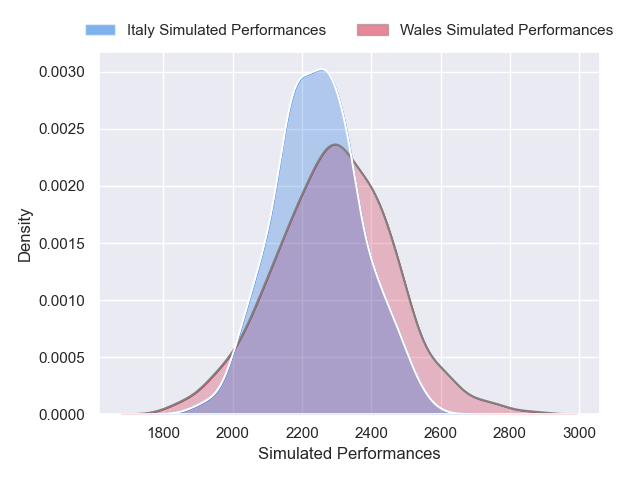 Italy Simulated Performances Wales Simulated Performances
0.0030
0.0025
0.0020
0.0015
0.0010
0.0005
0.0000
Density
1800 2000 2200 2400 2600 2800 3000
Simulated Performances